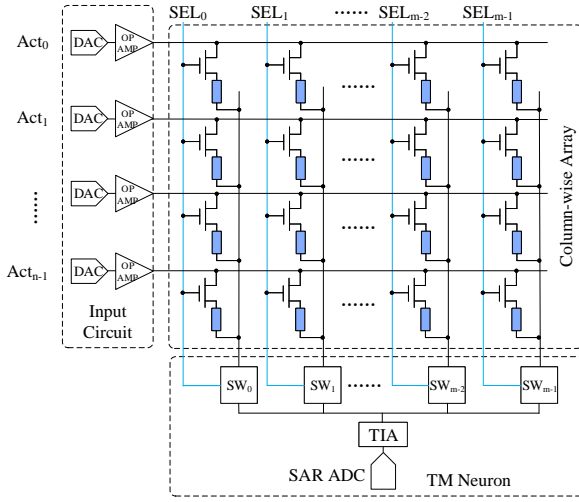 SEL0 SEL1 ...... SELm-2 SELm-1
Act0 DAC OP AMP
......
Act1 DAC OP AMP
......
...... DAC OP AMP
......
Actn-1 DAC OP AMP
......
Input Circuit
Column-wise Array
SW0 SW1 ...... SWm-2 SWm-1
TIA
SAR ADC
TM Neuron